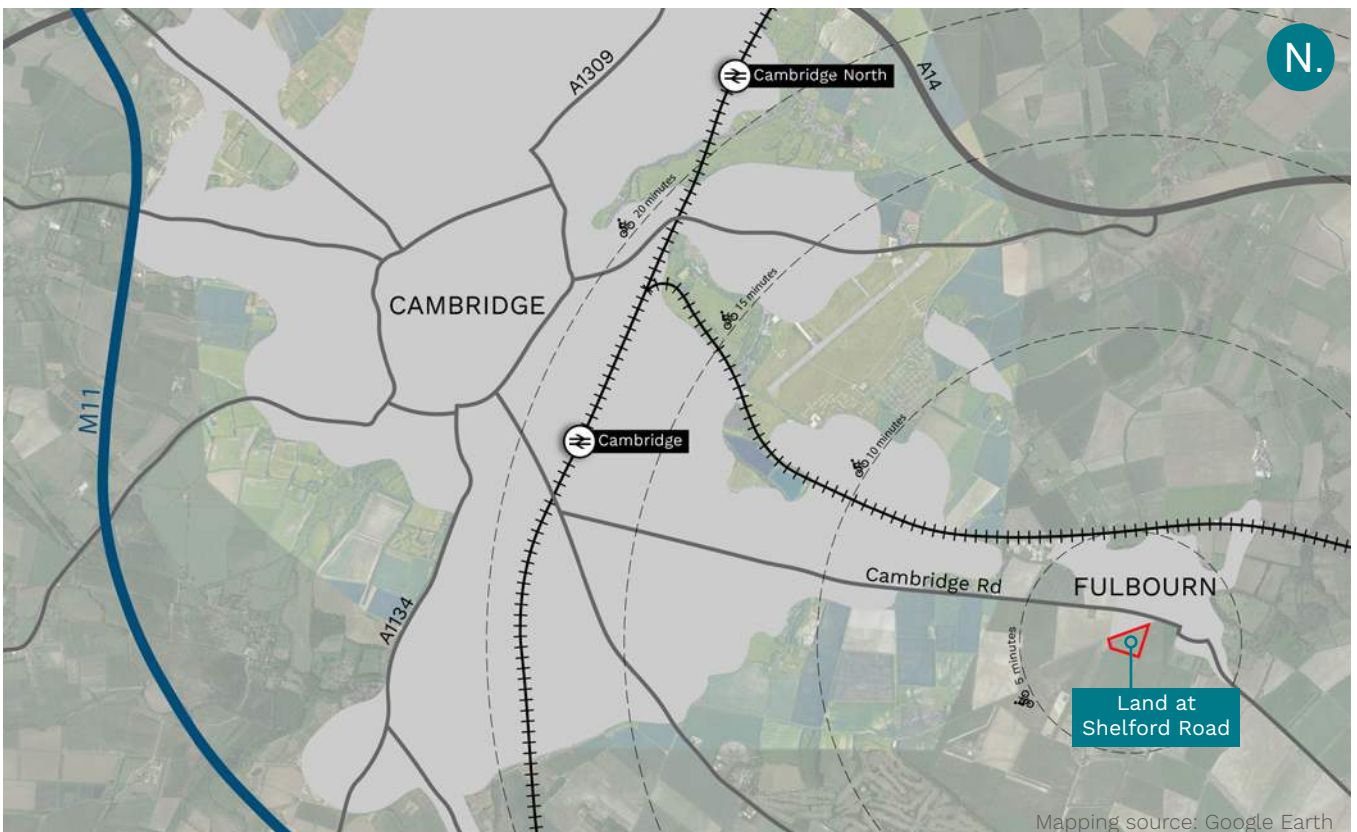 N.
A1309
Cambridge North
A14
20 minutes
CAMBRIDGE
15 minutes
M11
Cambridge
10 minutes
Cambridge Rd
FULBOURN
A1134
5 minutes
Land at
Shelford Road
Mapping source: Google Earth